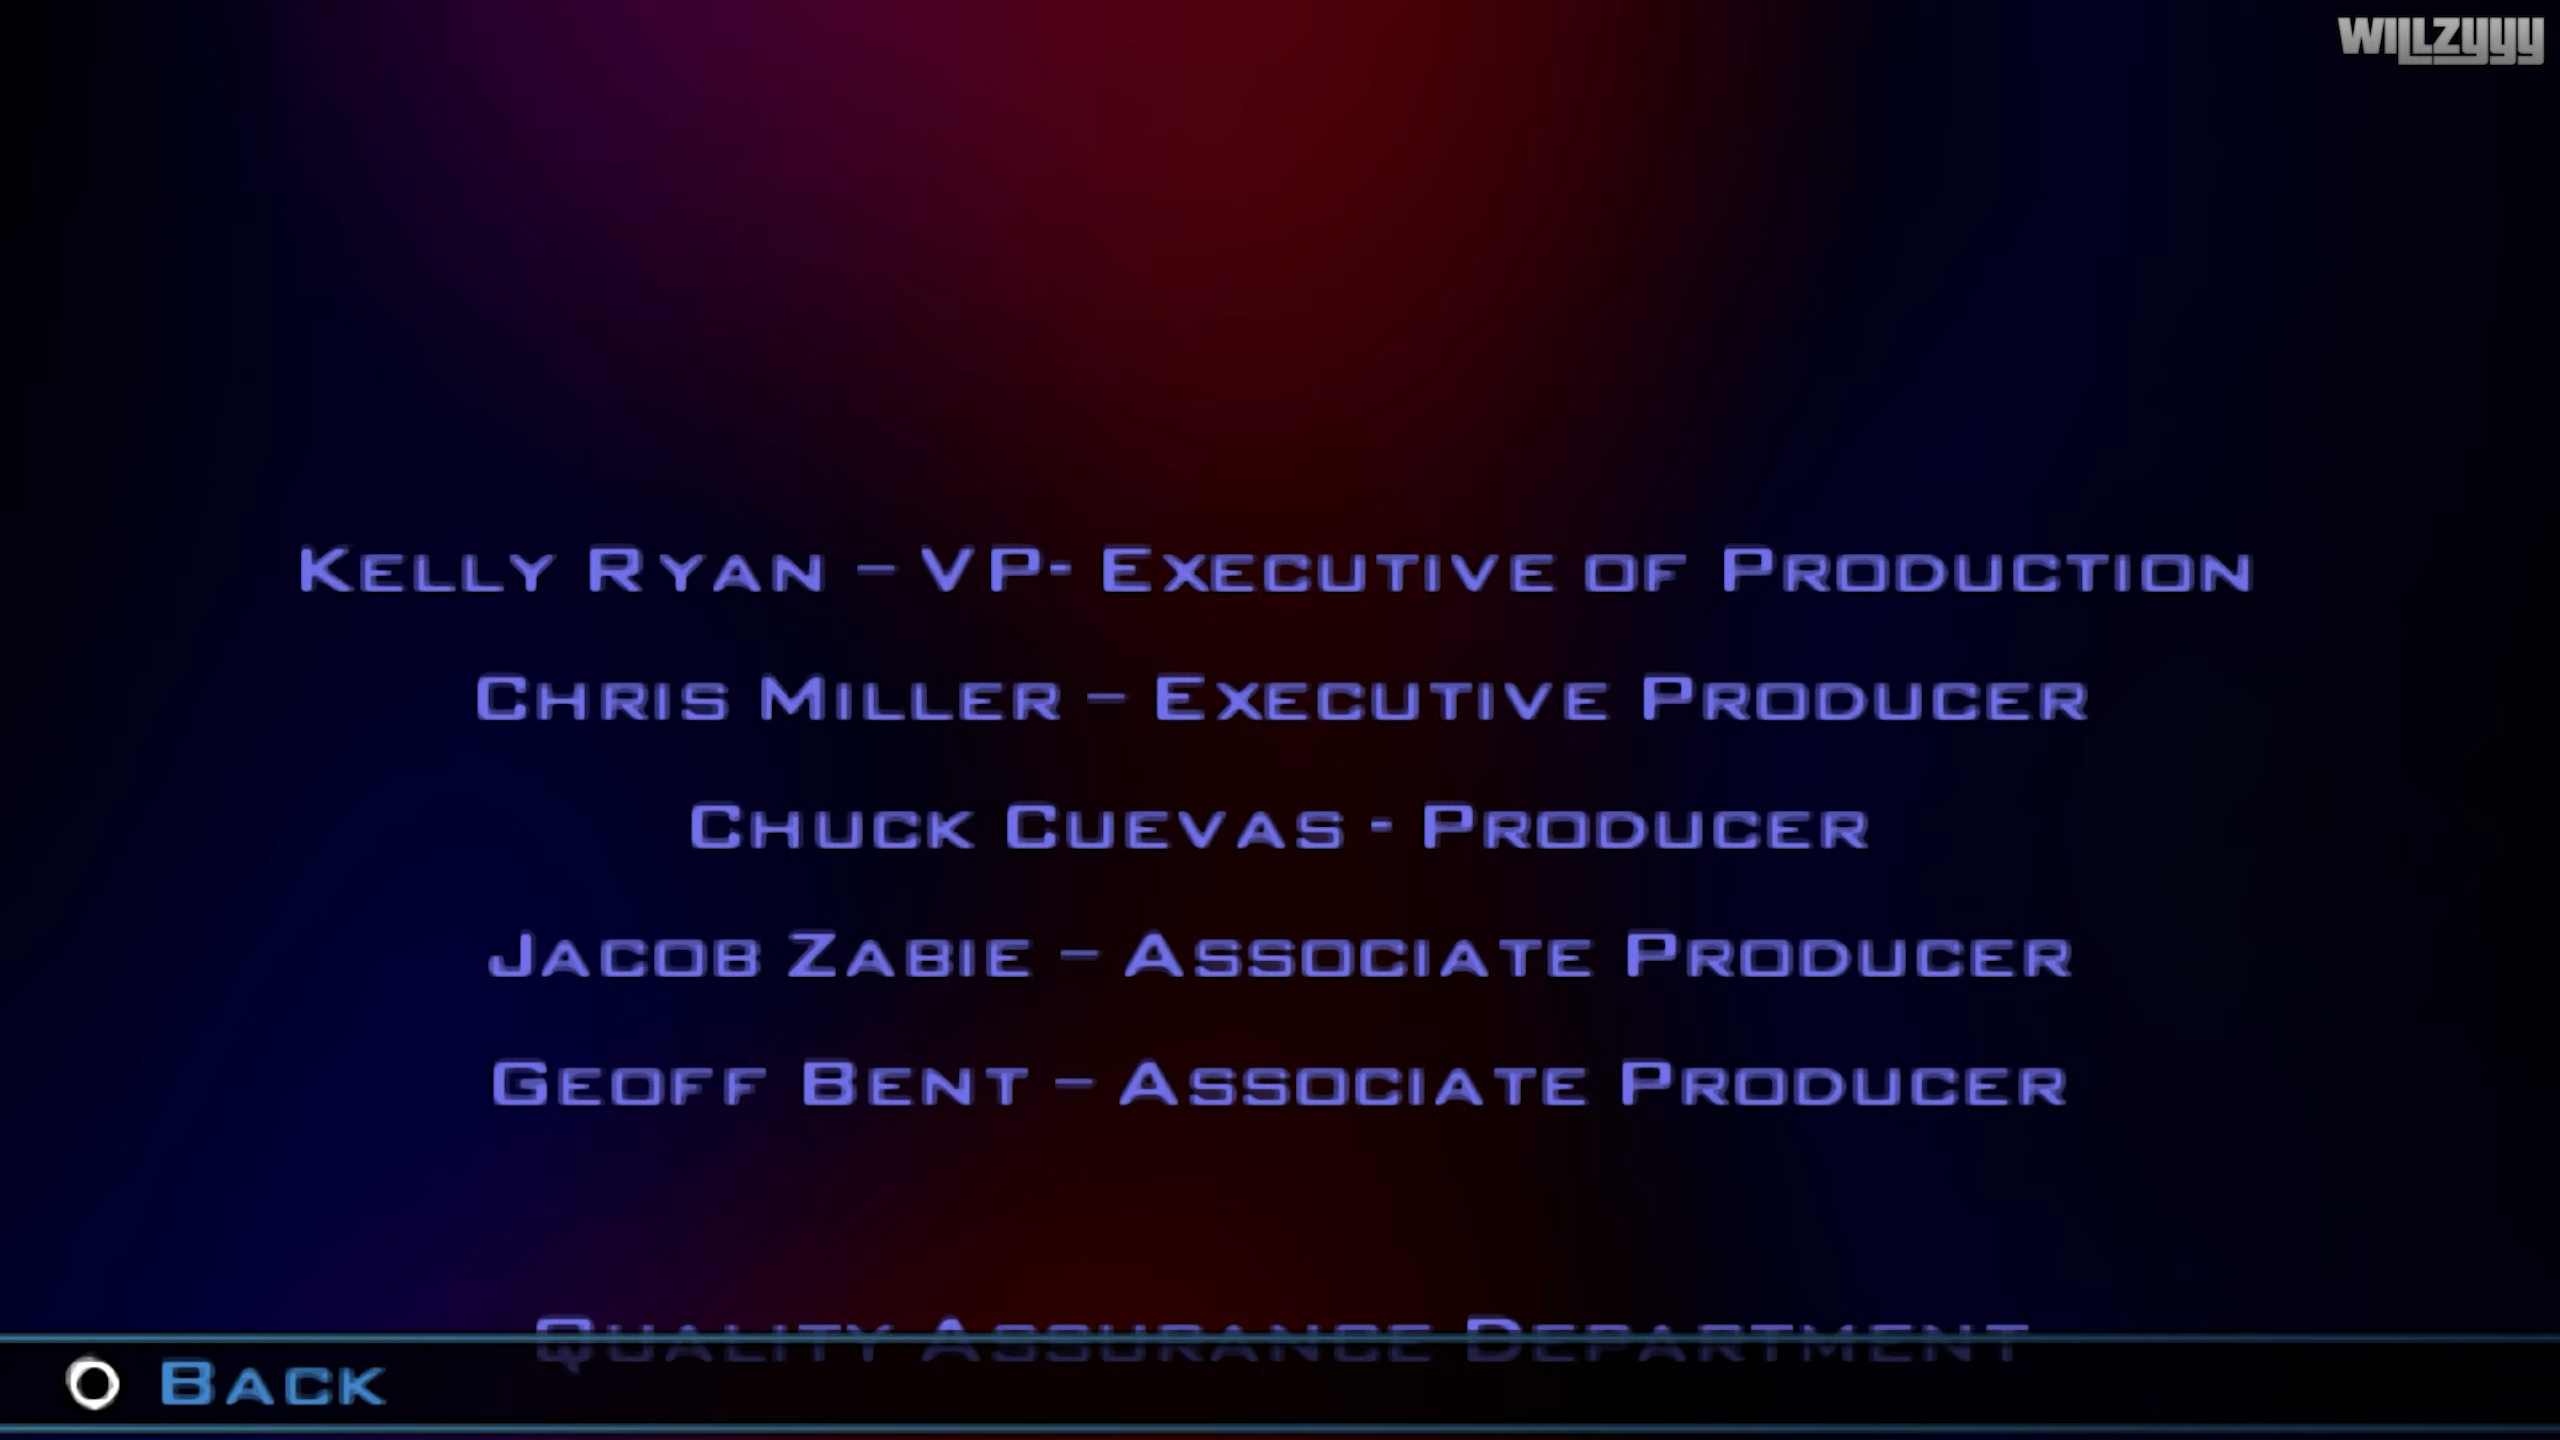 WILLZYYY
Kelly Ryan – VP- Executive of Production
Chris Miller – Executive Producer
Chuck Cuevas - Producer
Jacob Zabie – Associate Producer
Geoff Bent – Associate Producer
Quality Assurance Department
Back